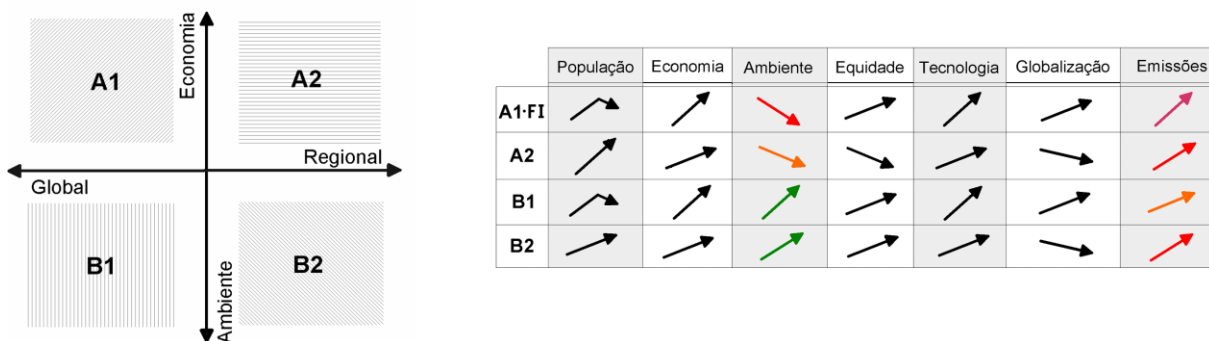 Economia
A1
A2
Regional
Global
B1
B2
Ambiente
População Economia Ambiente Equidade Tecnologia Globalização Emissões
A1·FI
A2
B1
B2